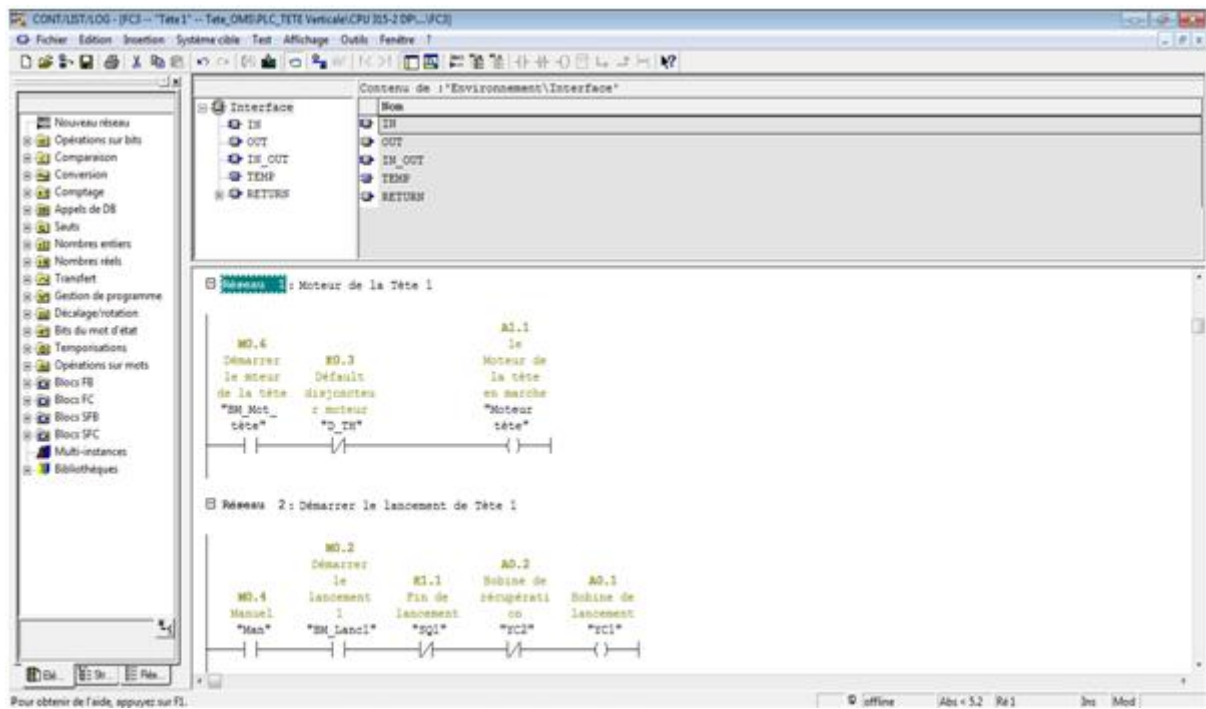 CONT/LIST/LOG - [FC3 -- "Tete 1" -- Tete_OMS\PLC_TETE Verticale\CPU 315-2 DP\...\FC3]
Fichier Edition Insertion Système cible Test Affichage Outils Fenêtre ?
Contenu de :'Environnement\Interface'
Interface
IN
OUT
IN_OUT
TEMP
RETURN
Nom
IN
OUT
IN_OUT
TEMP
RETURN
Nouveau réseau
Opérations sur bits
Comparaison
Conversion
Comptage
Appels de DB
Sauts
Nombres entiers
Nombres réels
Transfert
Gestion de programme
Décalage/rotation
Bits du mot d'état
Temporisations
Opérations sur mots
Blocs FB
Blocs FC
Blocs SFB
Blocs SFC
Multi-instances
Bibliothèques
Réseau 1 : Moteur de la Tête 1
M0.6
Démarrer
le mteur
de la tête
"BM_Mot_
tête"
E0.3
Défault
disjoncteu
r moteur
"D_TH"
A1.1
le
Moteur de
la tête
en marche
"Moteur
tête"
Réseau 2 : Démarrer le lancement de Tête 1
M0.4
Manuel
"Man"
M0.2
Démarrer
le
lancement
1
"BM_Lanc1"
E1.1
Fin de
lancement
"SQ1"
A0.2
Bobine de
récupérati
on
"YC2"
A0.1
Bobine de
lancement
"YC1"
Elé...
Str...
Rés...
Pour obtenir de l'aide, appuyez sur F1.
offline
Abs < 5.2
Ré 1
Ins
Mod